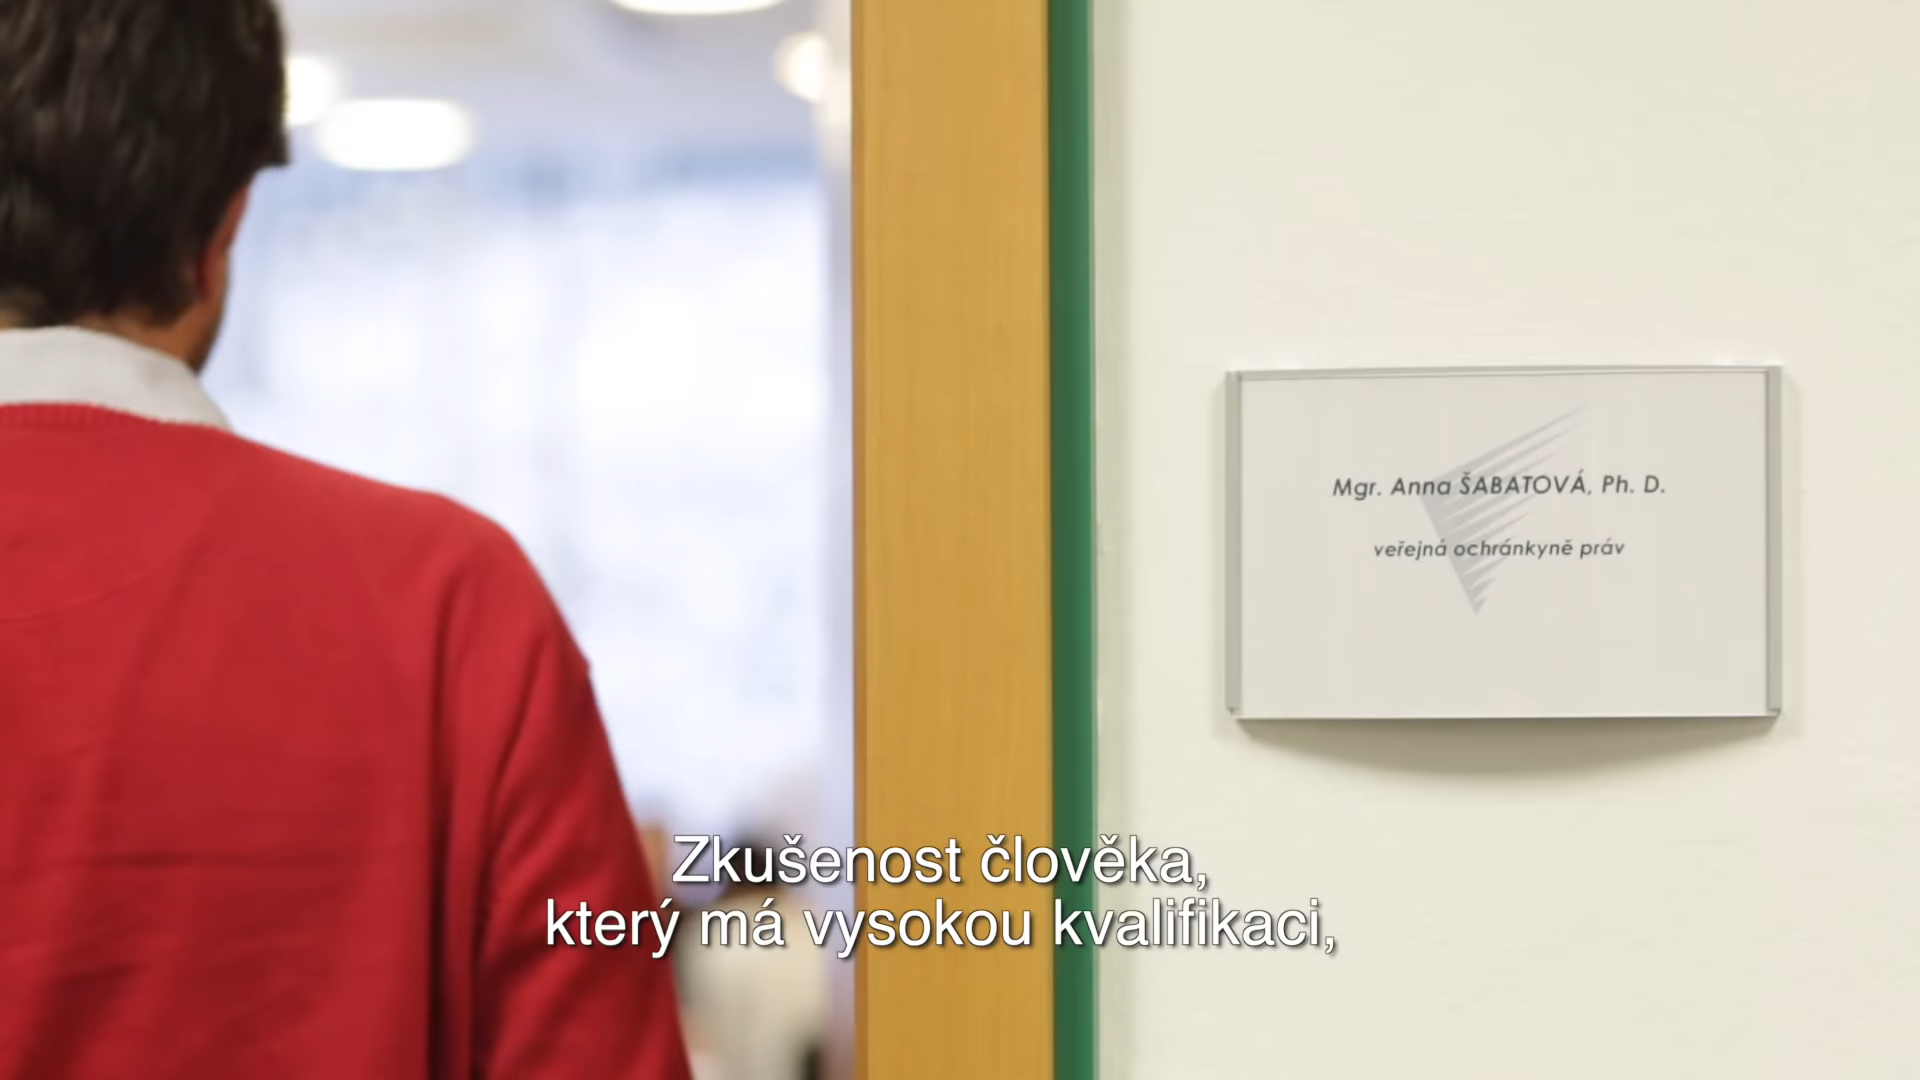 Mgr. Anna ŠABATOVÁ, Ph. D.
veřejná ochránkyně práv
Zkušenost člověka,
který má vysokou kvalifikaci,